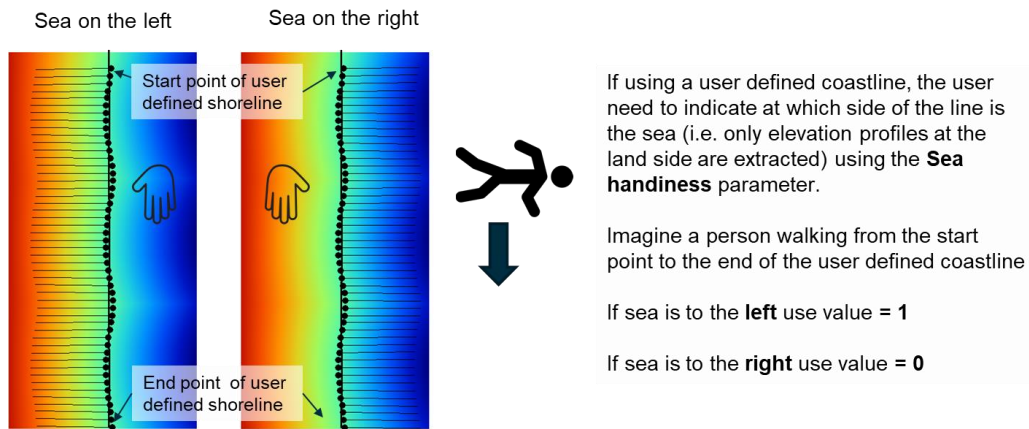 Sea on the left
Sea on the right
Start point of user
defined shoreline
End point of user
defined shoreline
If using a user defined coastline, the user
need to indicate at which side of the line is
the sea (i.e. only elevation profiles at the
land side are extracted) using the Sea
handiness parameter.
Imagine a person walking from the start
point to the end of the user defined coastline
If sea is to the left use value = 1
If sea is to the right use value = 0